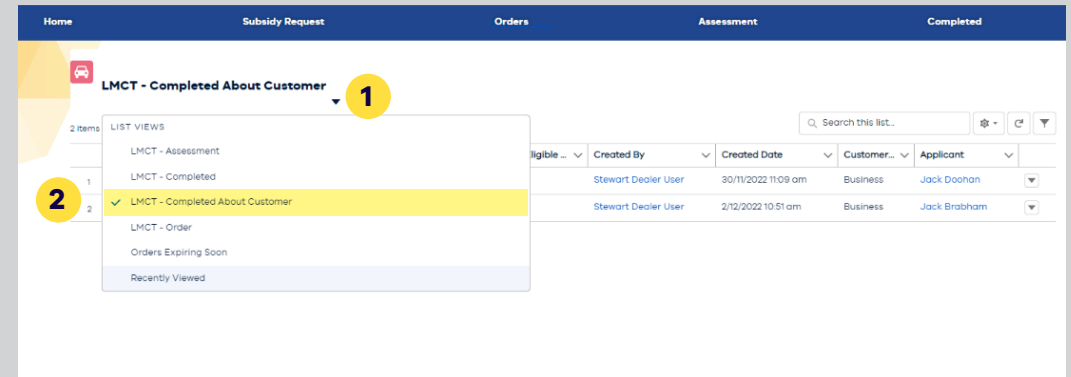 Home Subsidy Request Orders Assessment Completed
LMCT - Completed About Customer
1
2 items
Search this list...
LIST VIEWS
LMCT - Assessment
LMCT - Completed
LMCT - Completed About Customer
LMCT - Order
Orders Expiring Soon
Recently Viewed
2
ligible ... Created By Created Date Customer... Applicant
1 Stewart Dealer User 30/11/2022 11:09 am Business Jack Doohan
2 Stewart Dealer User 2/12/2022 10:51 am Business Jack Brabham